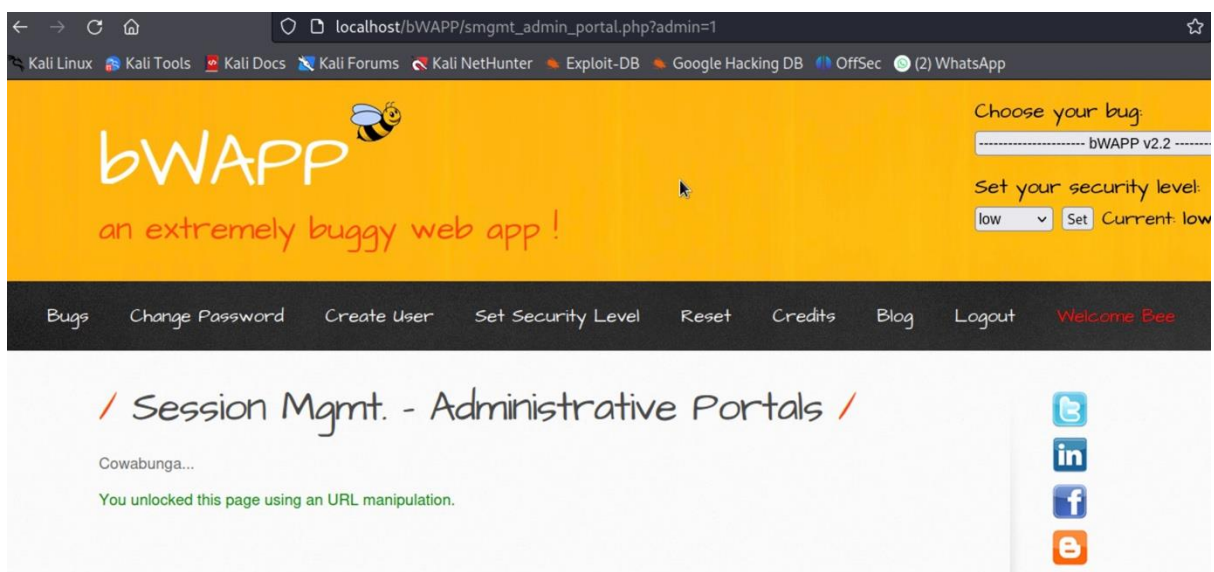 localhost/bWAPP/smgmt_admin_portal.php?admin=1
Kali Linux Kali Tools Kali Docs Kali Forums Kali NetHunter Exploit-DB Google Hacking DB OffSec (2) WhatsApp
bWAPP
an extremely buggy web app !
Choose your bug:
---------------------- bWAPP v2.2 --------
Set your security level:
low Set Current: low
Bugs Change Password Create User Set Security Level Reset Credits Blog Logout Welcome Bee
/ Session Mgmt. - Administrative Portals /
Cowabunga...
You unlocked this page using an URL manipulation.